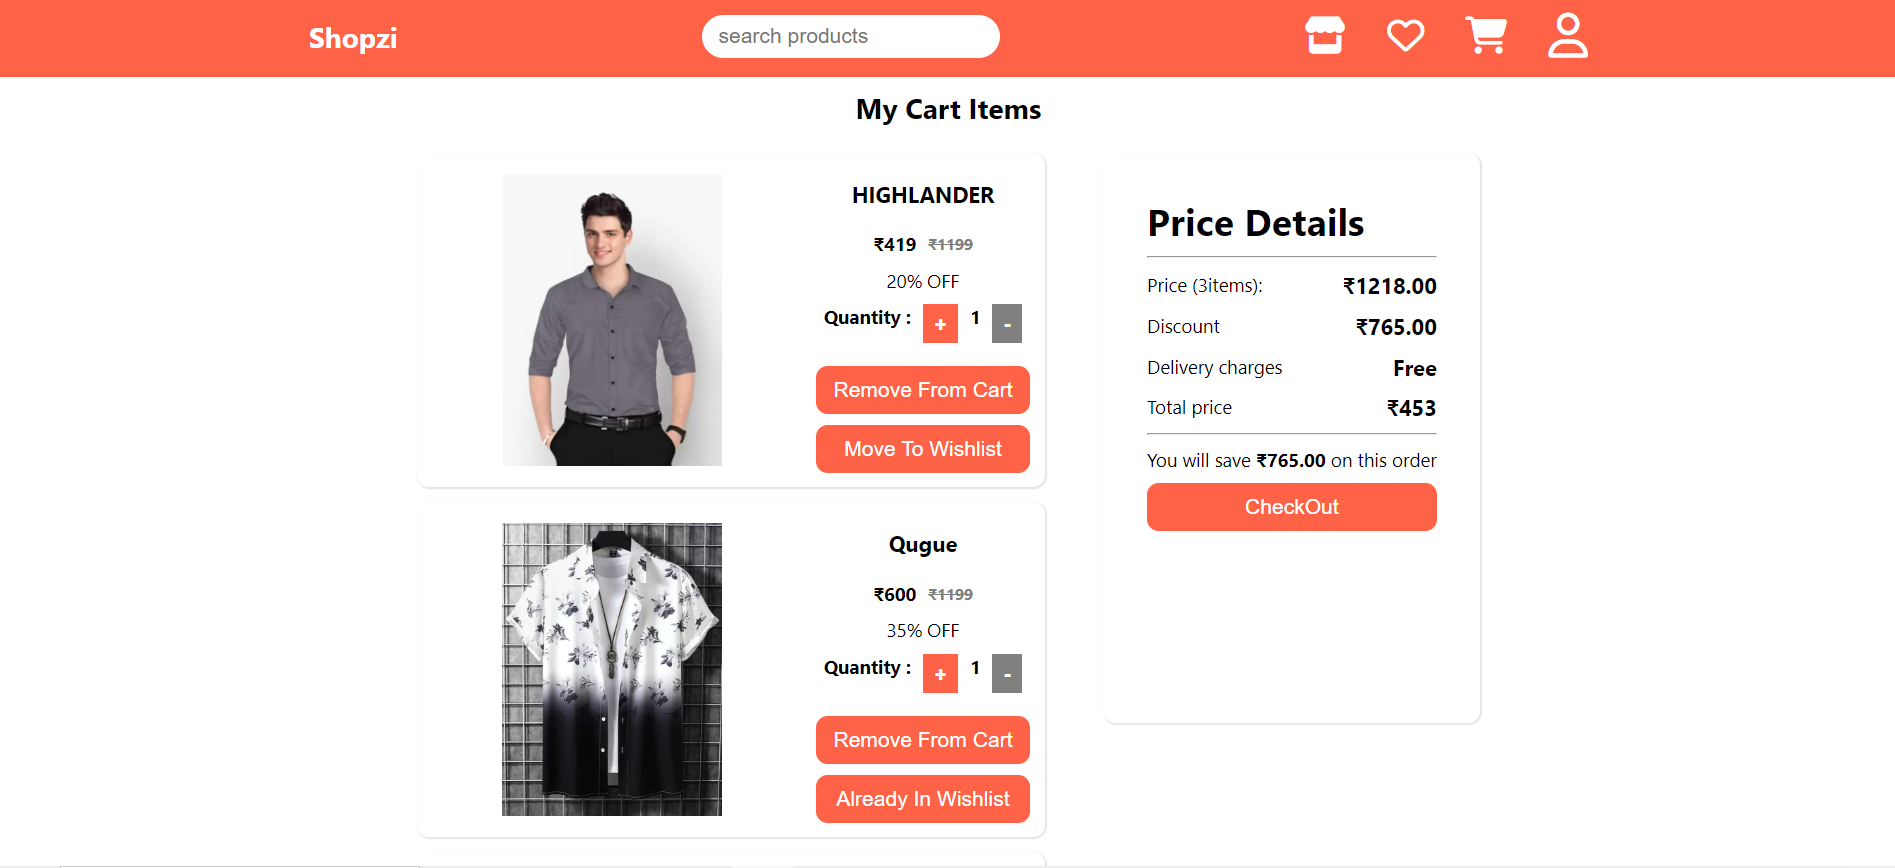 Shopzi
search products
My Cart Items
HIGHLANDER
₹419 ₹1199
20% OFF
Quantity : + 1 -
Remove From Cart
Move To Wishlist
Qugue
₹600 ₹1199
35% OFF
Quantity : + 1 -
Remove From Cart
Already In Wishlist
Price Details
Price (3items): ₹1218.00
Discount ₹765.00
Delivery charges Free
Total price ₹453
You will save ₹765.00 on this order
CheckOut